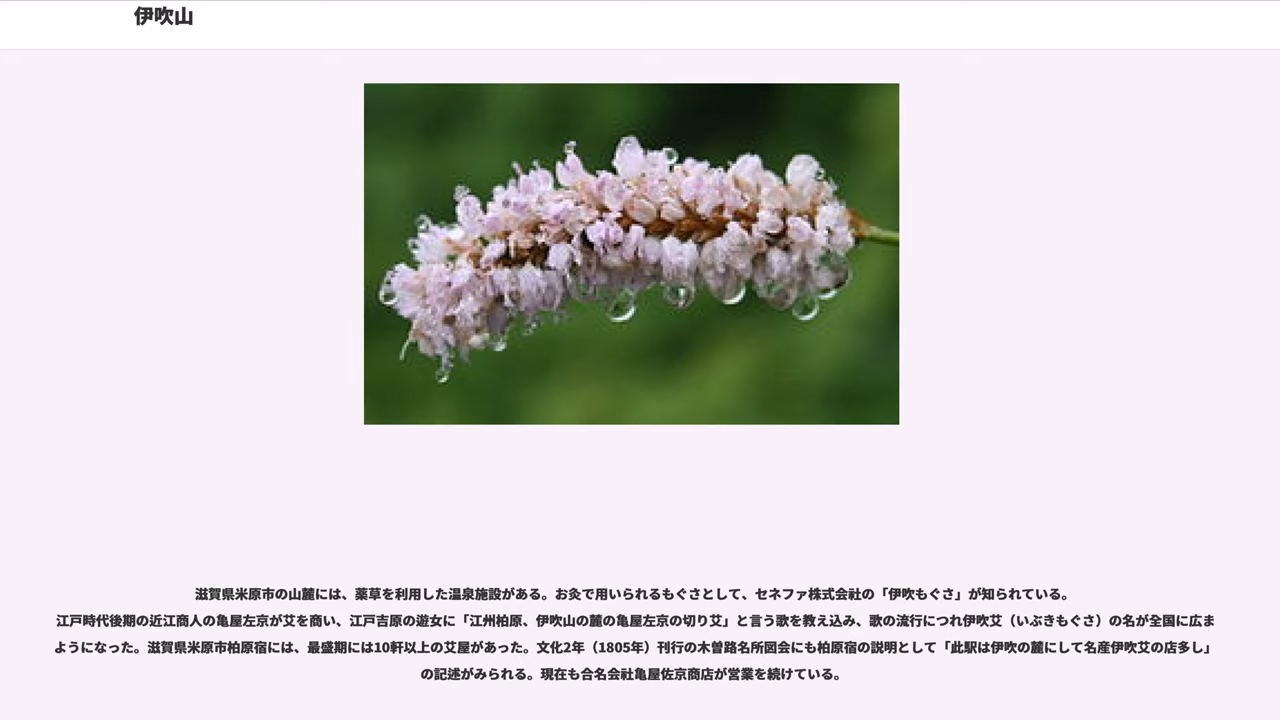 伊吹山
滋賀県米原市の山麓には、薬草を利用した温泉施設がある。お灸で用いられるもぐさとして、セネファ株式会社の「伊吹もぐさ」が知られている。
江戸時代後期の近江商人の亀屋左京が艾を商い、江戸吉原の遊女に「江州柏原、伊吹山の麓の亀屋左京の切り艾」と言う歌を教え込み、歌の流行につれ伊吹艾（いぶきもぐさ）の名が全国に広ま
ようになった。滋賀県米原市柏原宿には、最盛期には10軒以上の艾屋があった。文化2年（1805年）刊行の木曽路名所図会にも柏原宿の説明として「此駅は伊吹の麓にして名産伊吹艾の店多し」
の記述がみられる。現在も合名会社亀屋佐京商店が営業を続けている。